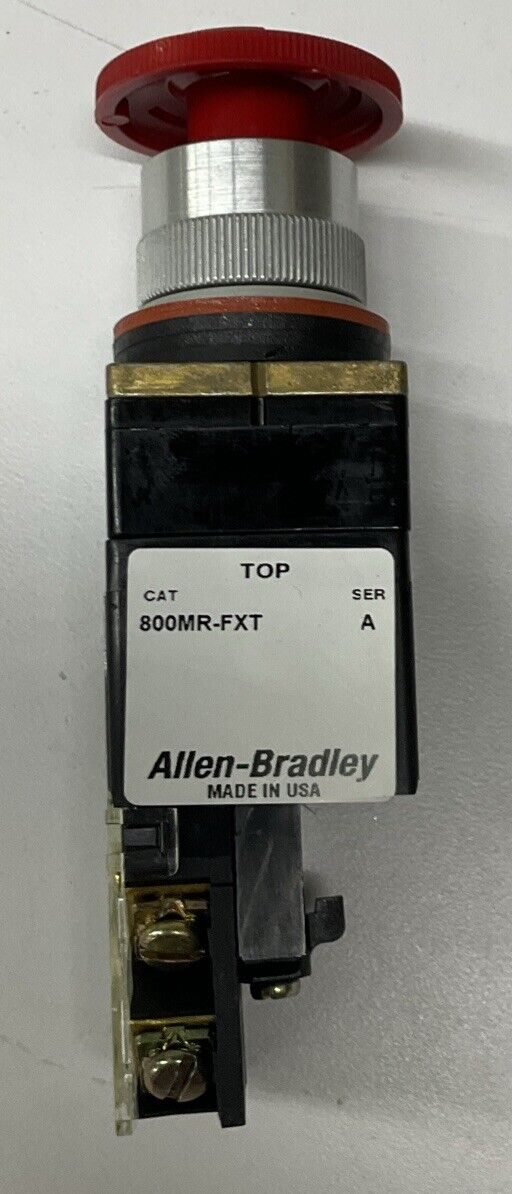 TOP
CAT SER
800MR-FXT A
Allen-Bradley
MADE IN USA